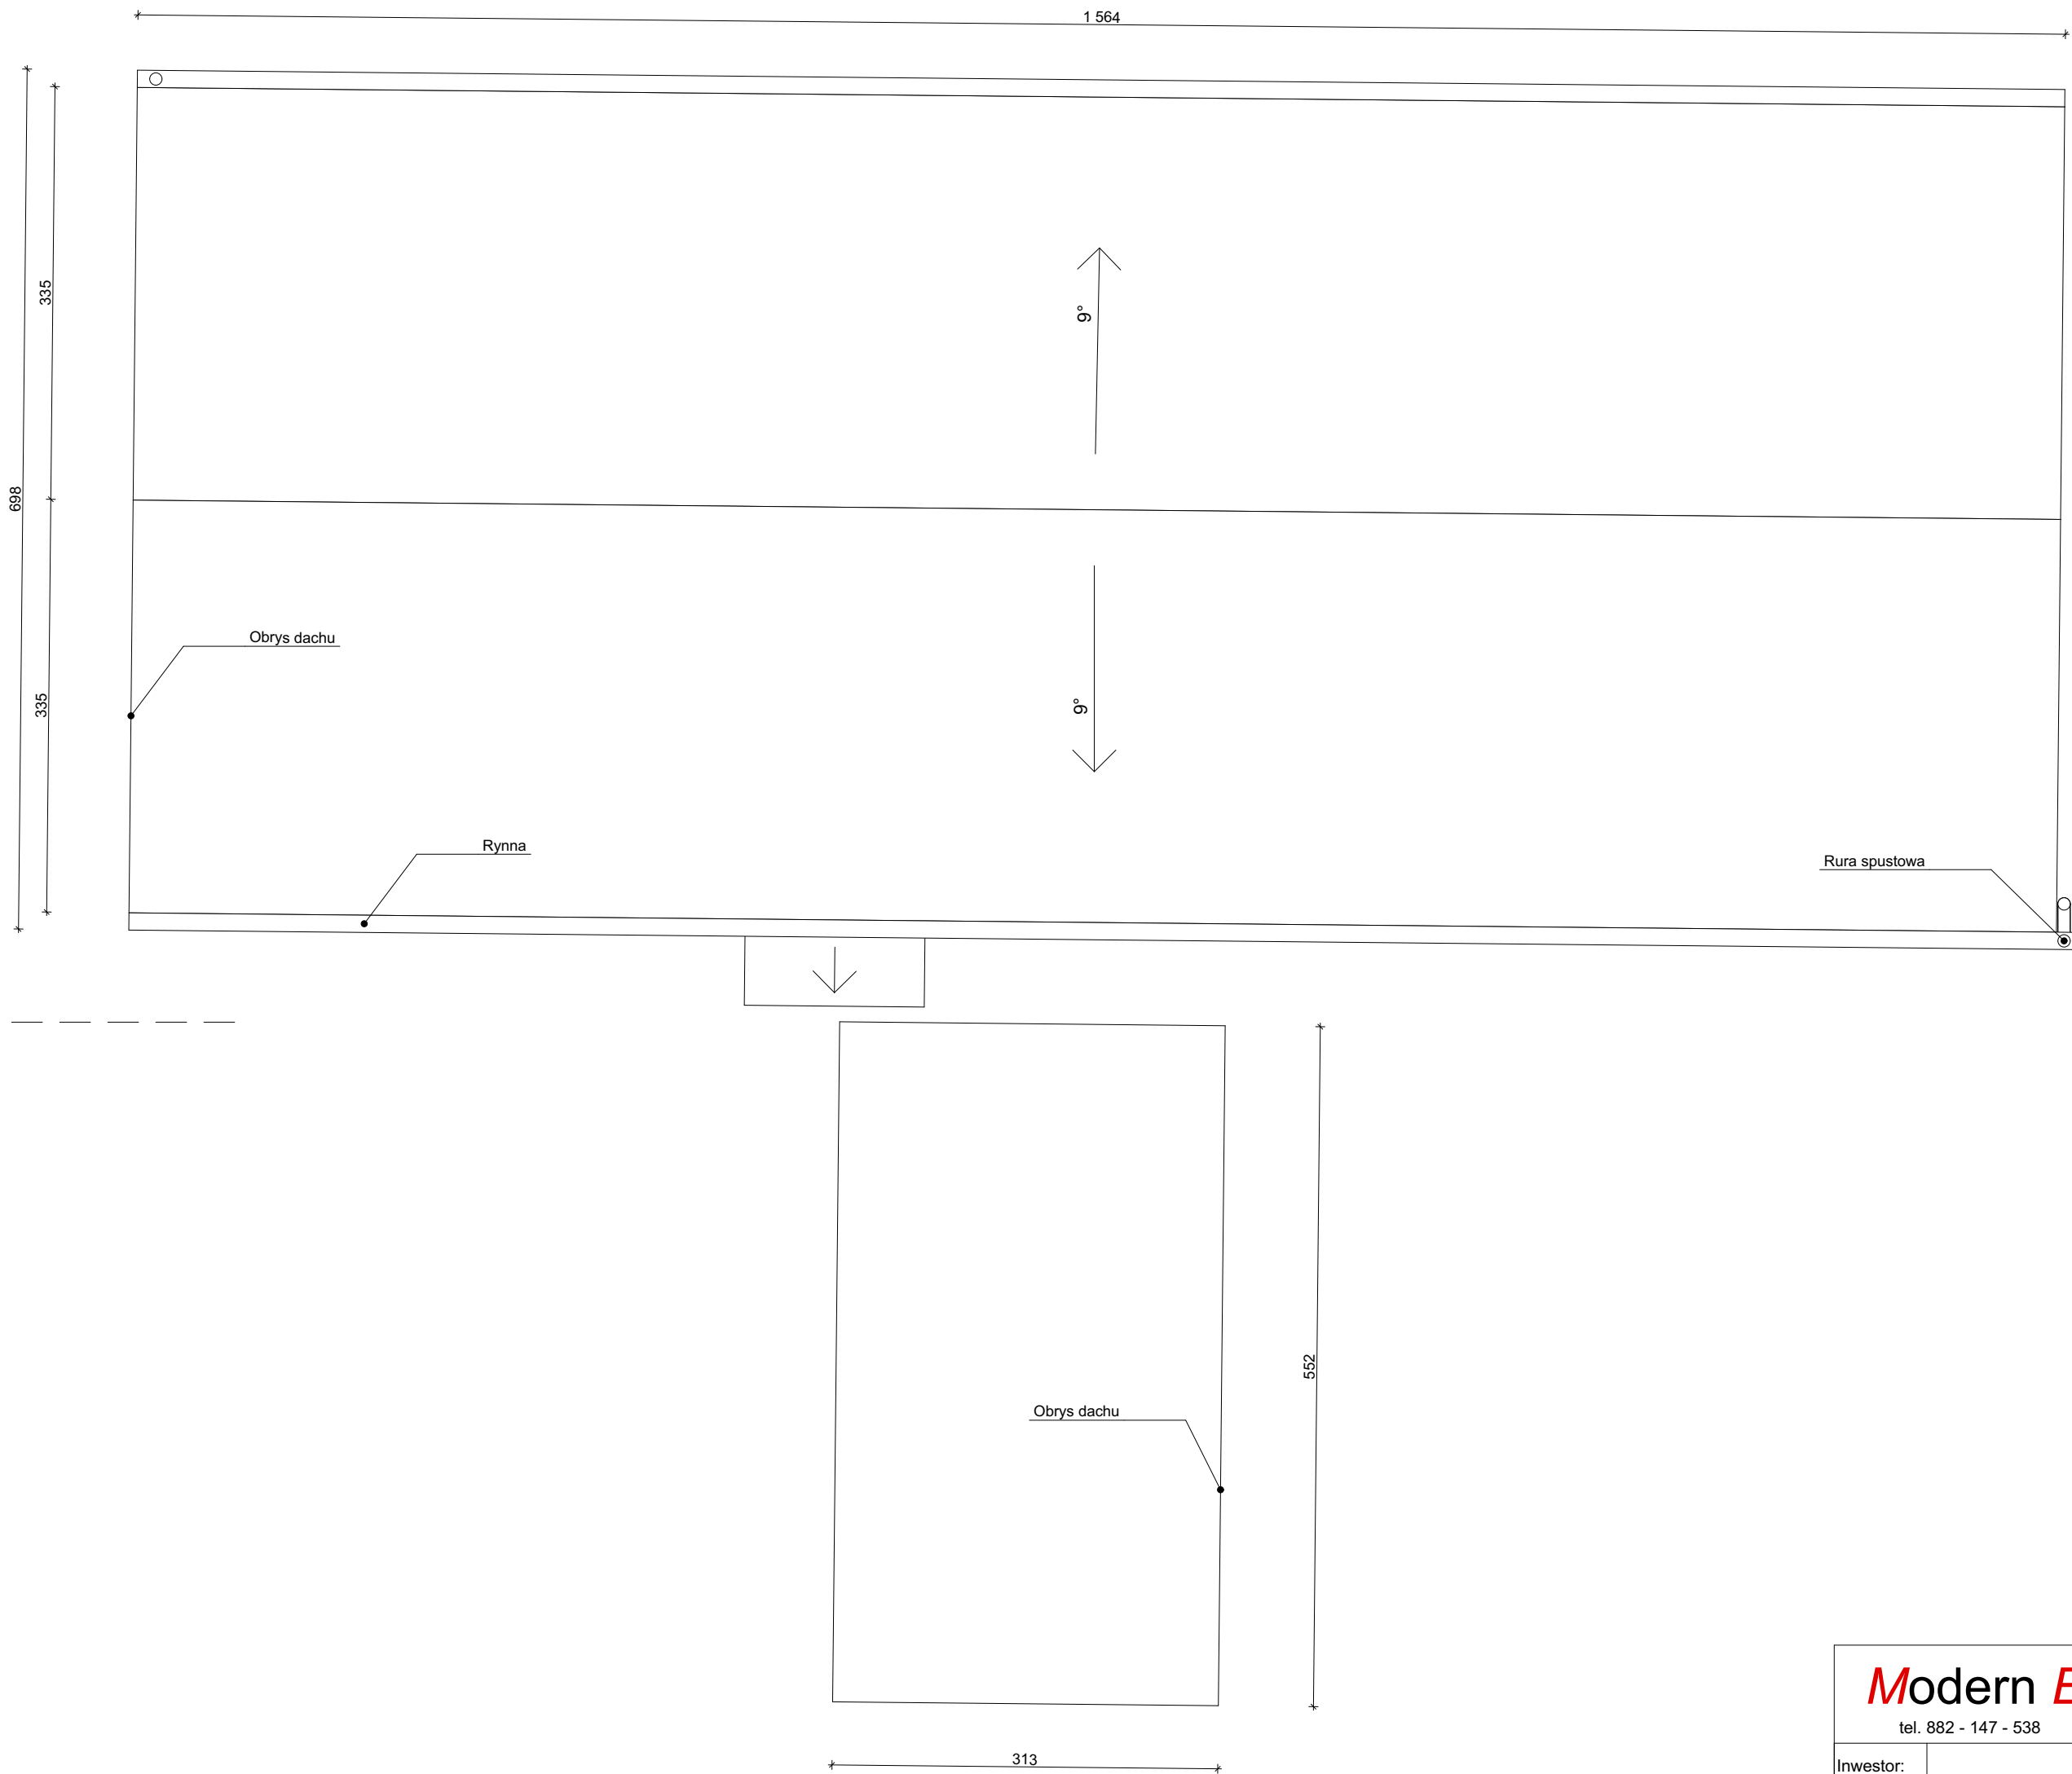 1 564
335
9°
698
Obrys dachu
335
9°
Rynna
Rura spustowa
552
Obrys dachu
Modern
tel. 882 - 147 - 538
313
Inwestor: